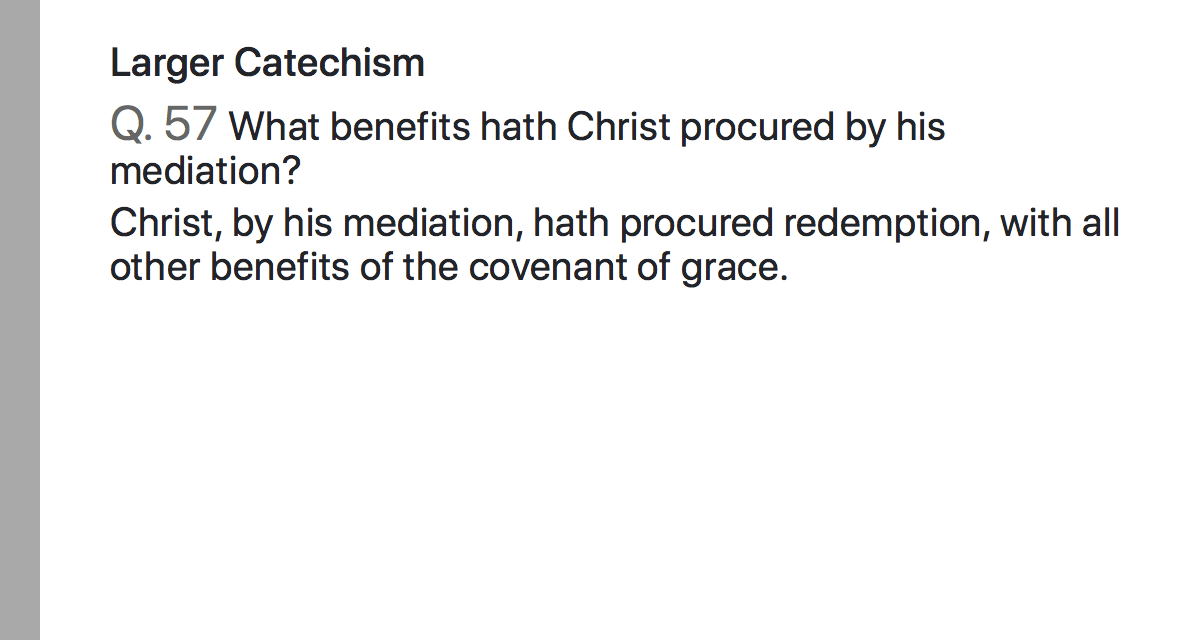 Larger Catechism
Q. 57 What benefits hath Christ procured by his
mediation?
Christ, by his mediation, hath procured redemption, with all
other benefits of the covenant of grace.